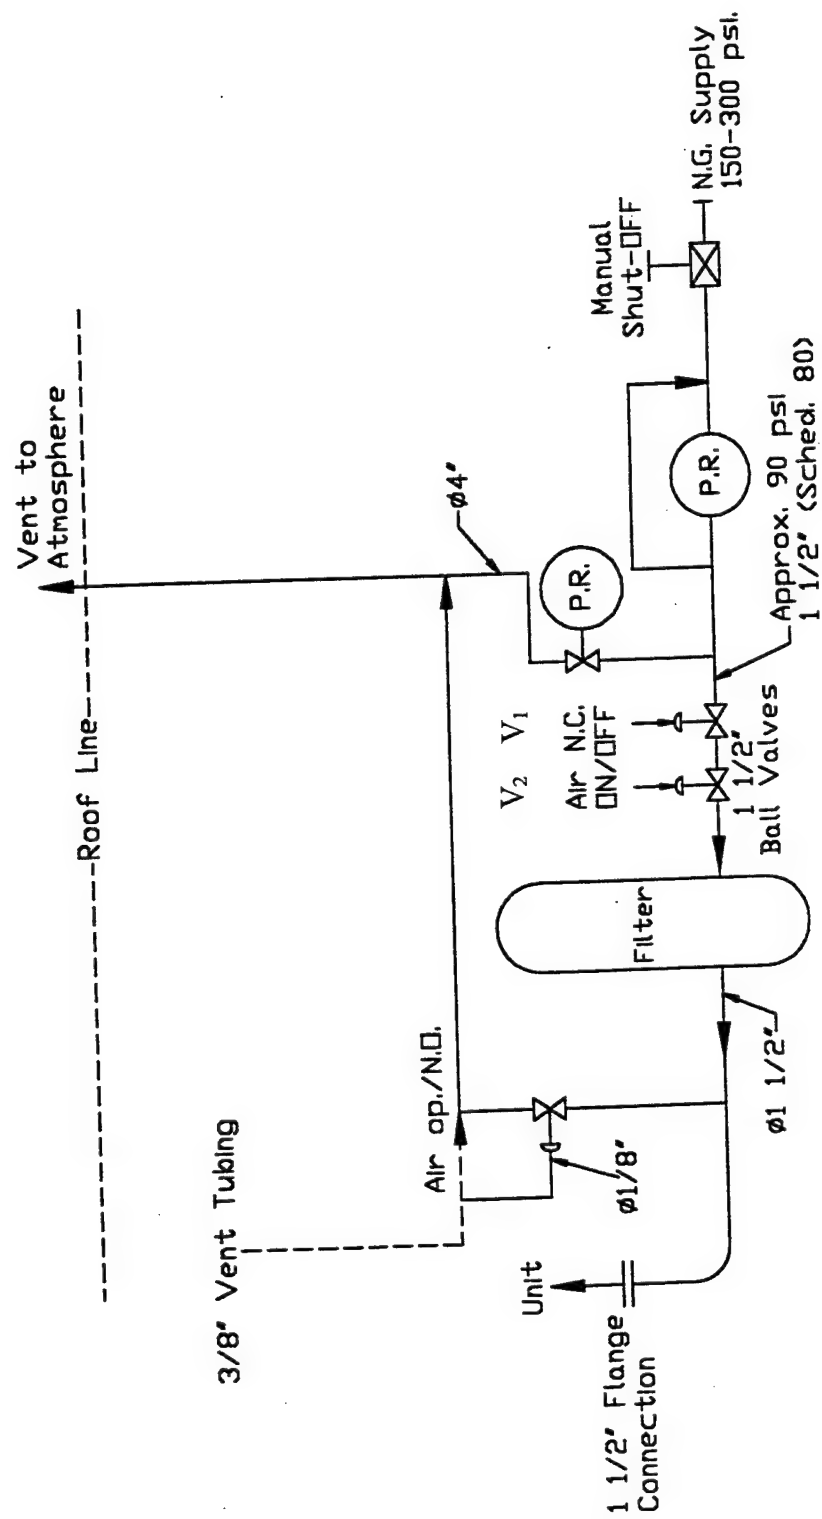 Vent to
Atmosphere
Roof Line
3/8" Vent Tubing
Air op./N.O.
ø4"
P.R.
V₂ V₁
Air N.C.
ON/OFF
Manual
Shut-OFF
N.G. Supply
150-300 psi.
P.R.
Approx. 90 psi
1 1/2" (Sched. 80)
1 1/2"
Ball Valves
Filter
ø1 1/2"
ø1/8"
Unit
1 1/2" Flange
Connection